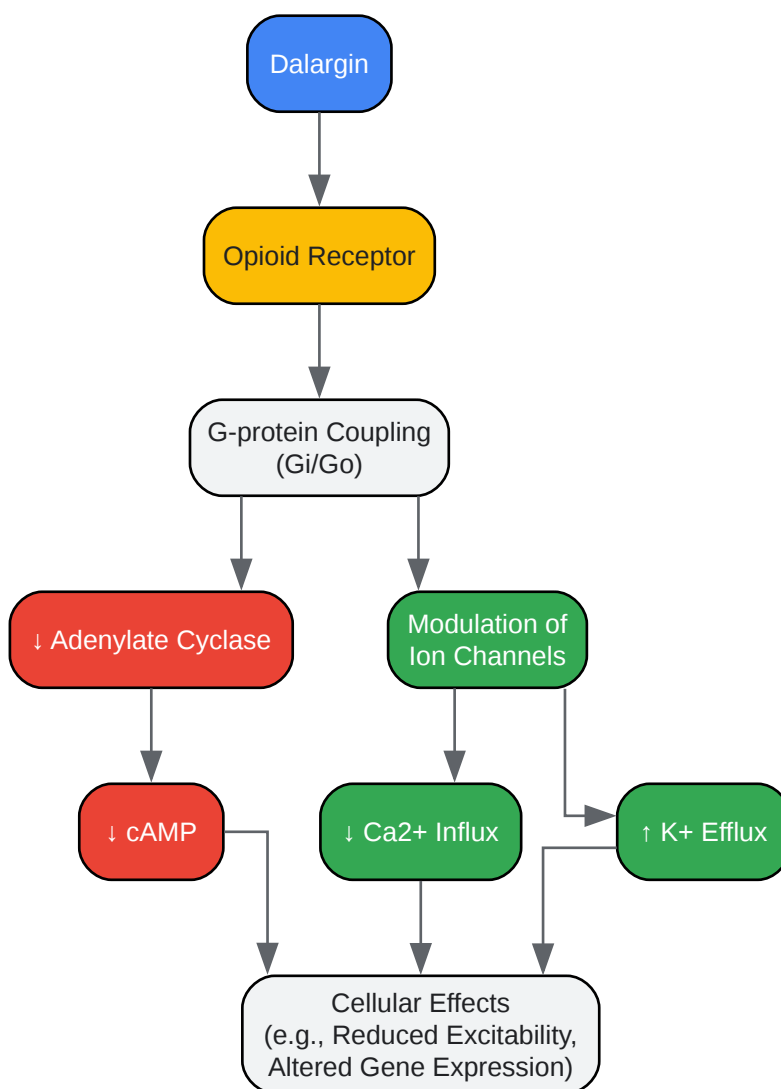 Dalargin
Opioid Receptor
G-protein Coupling
(Gi/Go)
↓ Adenylate Cyclase
Modulation of
Ion Channels
↓ cAMP
↓ Ca2+ Influx
↑ K+ Efflux
Cellular Effects
(e.g., Reduced Excitability,
Altered Gene Expression)